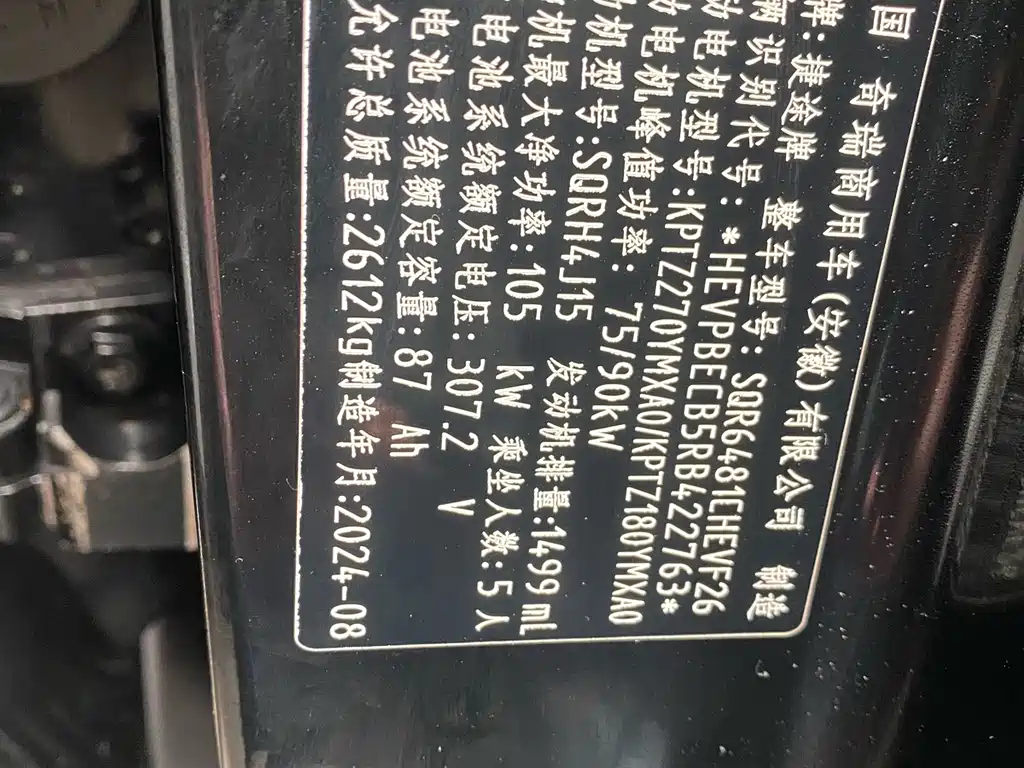 国 奇瑞商用车(安徽)有限公司 制造
牌:捷途牌 整车型号: SQR6481CHEVF26
辆识别代号: *HEVPBECB5RB422763*
动电机型号:KPTZ270YMXA0/KPTZ180YMXA0
电机峰值功率: 75/90kW
机型号:SQRH4J15 发动机排量:1499 ml
机最大净功率:105 kW 乘坐人数:5人
电池系统额定电压: 307.2 V
电池系统额定容量: 87 Ah
允许总质量:2612kg制造年月:2024-08